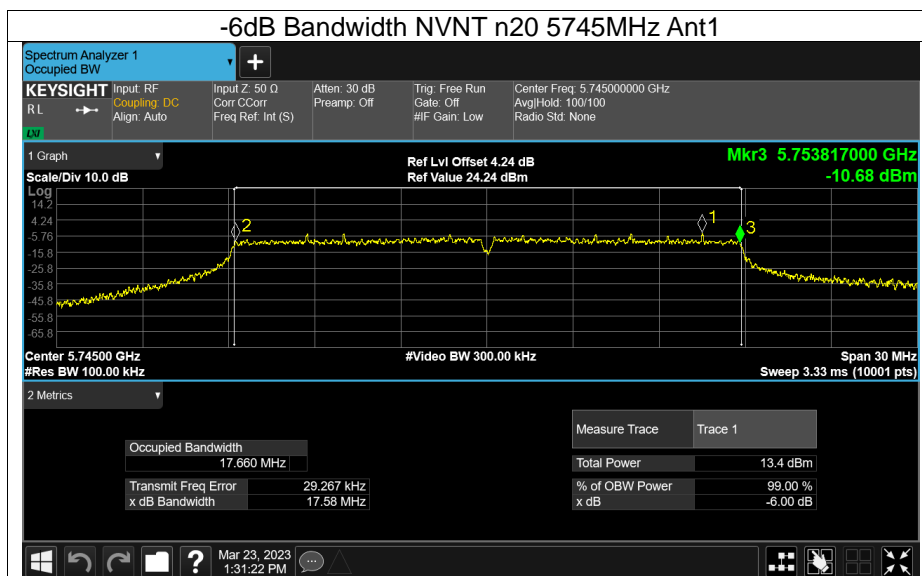 -6dB Bandwidth NVNT n20 5745MHz Ant1
Spectrum Analyzer 1
Occupied BW
KEYSIGHT Input: RF Input Z: 50 Ω Atten: 30 dB Trig: Free Run Center Freq: 5.745000000 GHz
RL Coupling: DC Corr CCorr Preamp: Off Gate: Off Avg|Hold: 100/100
Align: Auto Freq Ref: Int (S) #IF Gain: Low Radio Std: None
LXI
1 Graph Ref Lvl Offset 4.24 dB Mkr3 5.753817000 GHz
Scale/Div 10.0 dB Ref Value 24.24 dBm -10.68 dBm
Log
14.2
4.24
-5.76
-15.8
-25.8
-35.8
-45.8
-55.8
-65.8
2
1
3
Center 5.74500 GHz #Video BW 300.00 kHz Span 30 MHz
#Res BW 100.00 kHz Sweep 3.33 ms (10001 pts)
2 Metrics
Measure Trace Trace 1
Occupied Bandwidth
17.660 MHz Total Power 13.4 dBm
Transmit Freq Error 29.267 kHz % of OBW Power 99.00 %
x dB Bandwidth 17.58 MHz x dB -6.00 dB
? Mar 23, 2023
1:31:22 PM